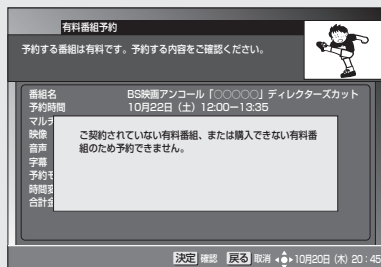 有料番組予約
予約する番組は有料です。予約する内容をご確認ください。
番組名 BS映画アンコール「○○○○○」ディレクターズカット
予約時間 10月22日（土）12:00－13:35
マルチ
映像
音声
字幕
予約モ
時間変
合計金
ご契約されていない有料番組、または購入できない有料番
組のため予約できません。
決定 確認 戻る 取消 10月20日（木）20：45